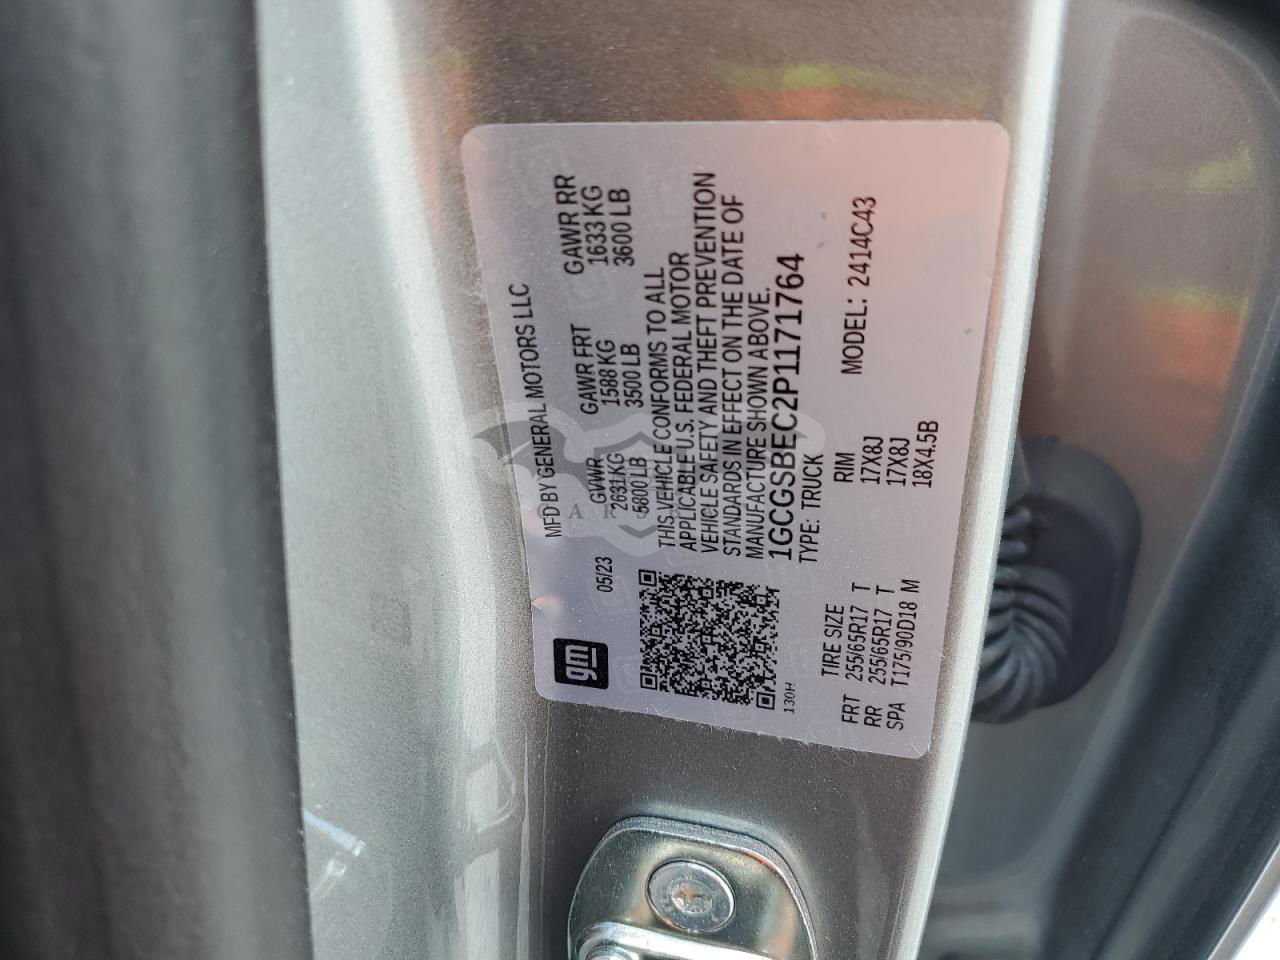 gm
05/23
MFD BY GENERAL MOTORS LLC
GVWR GAWR FRT GAWR RR
2631 KG 1588 KG 1633 KG
5800 LB 3500 LB 3600 LB
THIS VEHICLE CONFORMS TO ALL
APPLICABLE U.S. FEDERAL MOTOR
VEHICLE SAFETY AND THEFT PREVENTION
STANDARDS IN EFFECT ON THE DATE OF
MANUFACTURE SHOWN ABOVE.
1GCGSBEC2P1171764
TYPE: TRUCK
130H
MODEL: 2414C43
TIRE SIZE RIM
FRT 255/65R17 T 17X8J
RR 255/65R17 T 17X8J
SPA T175/90D18 M 18X4.5B